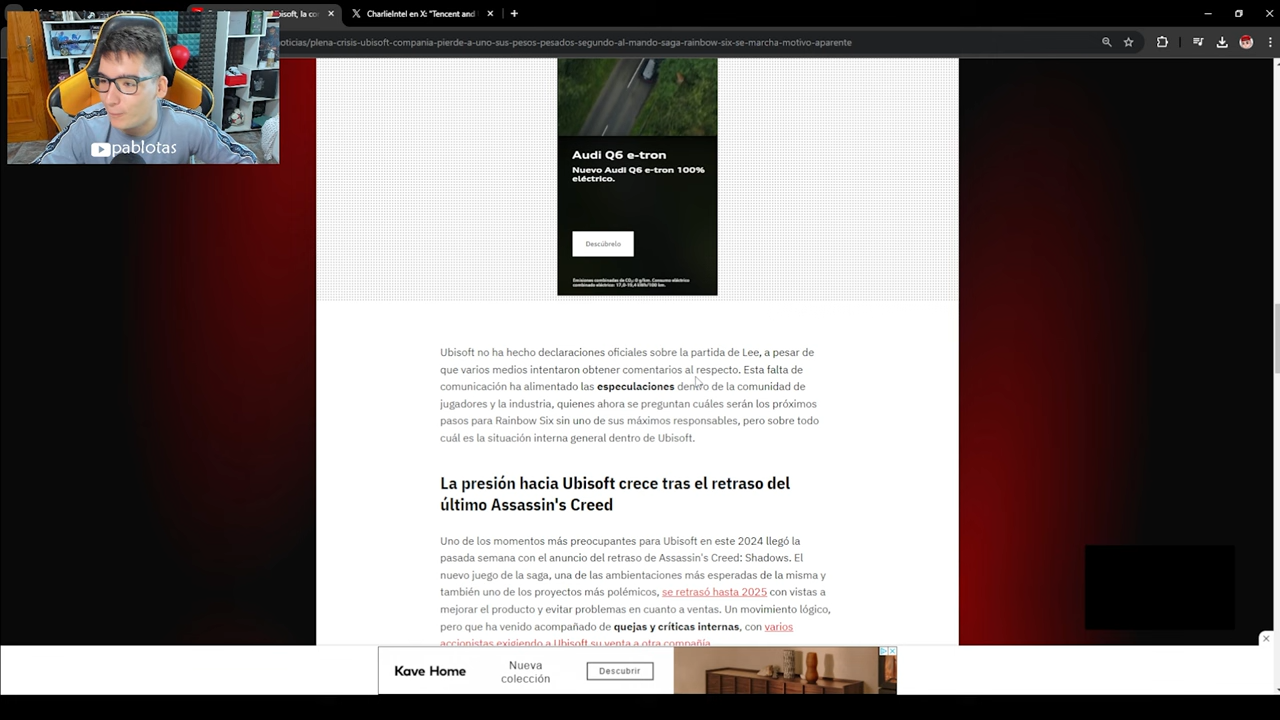 Ubisoft, la co
CharlieIntel en X: "Tencent and
oticias/plena-crisis-ubisoft-compania-pierde-a-uno-sus-pesos-pesados-segundo-al-mando-saga-rainbow-six-se-marcha-motivo-aparente
pablotas
Audi Q6 e-tron
Nuevo Audi Q6 e-tron 100%
eléctrico.
Descúbrelo
Emisiones combinadas de CO₂: 0 g/km. Consumo eléctrico
combinado eléctrico: 17,0-19,4 kWh/100 km.
Ubisoft no ha hecho declaraciones oficiales sobre la partida de Lee, a pesar de
que varios medios intentaron obtener comentarios al respecto. Esta falta de
comunicación ha alimentado las especulaciones dentro de la comunidad de
jugadores y la industria, quienes ahora se preguntan cuáles serán los próximos
pasos para Rainbow Six sin uno de sus máximos responsables, pero sobre todo
cuál es la situación interna general dentro de Ubisoft.
La presión hacia Ubisoft crece tras el retraso del
último Assassin's Creed
Uno de los momentos más preocupantes para Ubisoft en este 2024 llegó la
pasada semana con el anuncio del retraso de Assassin's Creed: Shadows. El
nuevo juego de la saga, una de las ambientaciones más esperadas de la misma y
también uno de los proyectos más polémicos, se retrasó hasta 2025 con vistas a
mejorar el producto y evitar problemas en cuanto a ventas. Un movimiento lógico,
pero que ha venido acompañado de quejas y críticas internas, con varios
accionistas exigiendo a Ubisoft su venta a otra compañía.
Kave Home
Nueva
colección
Descubrir